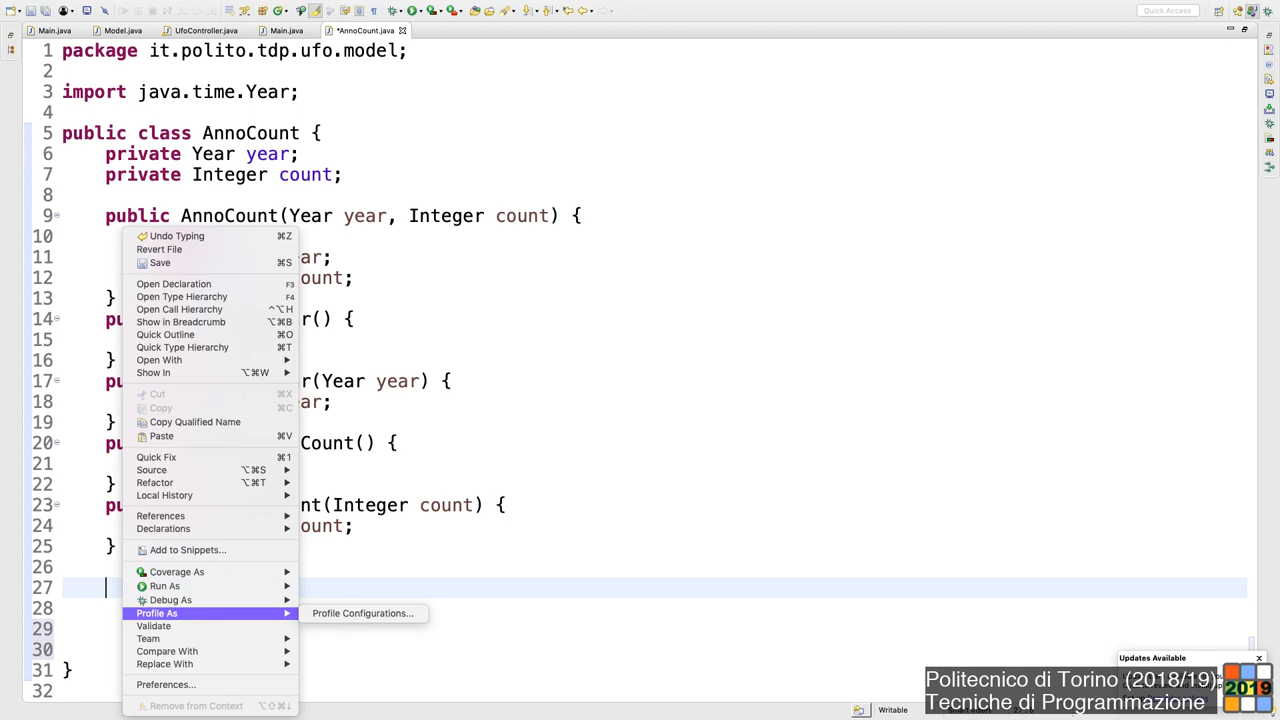 Quick Access
Main.java
Model.java
UfoController.java
Main.java
*AnnoCount.java
1 package it.polito.tdp.ufo.model;
2
3 import java.time.Year;
4
5 public class AnnoCount {
6 private Year year;
7 private Integer count;
8
9 public AnnoCount(Year year, Integer count) {
10
11 ar;
12 ount;
13 }
14 pu r() {
15
16 }
17 pu r(Year year) {
18 ar;
19 }
20 pu Count() {
21
22 }
23 pu nt(Integer count) {
24 ount;
25 }
26
27
28
29
30
31 }
32
Undo Typing ⌘Z
Revert File
Save ⌘S
Open Declaration F3
Open Type Hierarchy F4
Open Call Hierarchy ^⌥H
Show in Breadcrumb ⌥⌘B
Quick Outline ⌘O
Quick Type Hierarchy ⌘T
Open With
Show In ⌥⌘W
Cut ⌘X
Copy ⌘C
Copy Qualified Name
Paste ⌘V
Quick Fix ⌘1
Source ⌥⌘S
Refactor ⌥⌘T
Local History
References
Declarations
Add to Snippets...
Coverage As
Run As
Debug As
Profile As
Profile Configurations...
Validate
Team
Compare With
Replace With
Preferences...
Remove from Context ⌥⇧⌘↓
Updates Available
Politecnico di Torino (2018/19)
Tecniche di Programmazione
2019
Writable